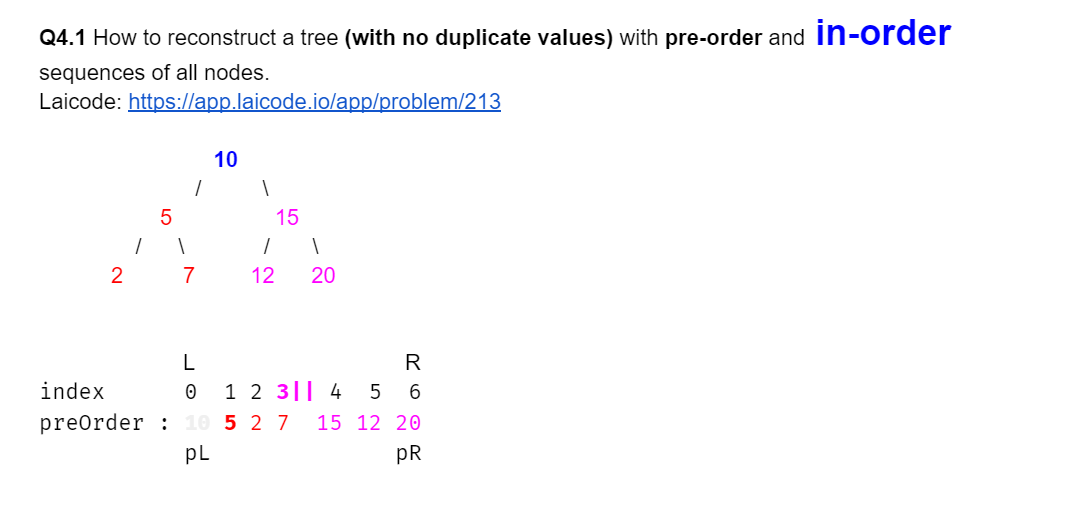 Q4.1 How to reconstruct a tree (with no duplicate values) with pre-order and in-order
sequences of all nodes.
Laicode: https://app.laicode.io/app/problem/213
10
/ \
5 15
/ \ / \
2 7 12 20
L R
index 0 1 2 3|| 4 5 6
preOrder : 10 5 2 7 15 12 20
pL pR